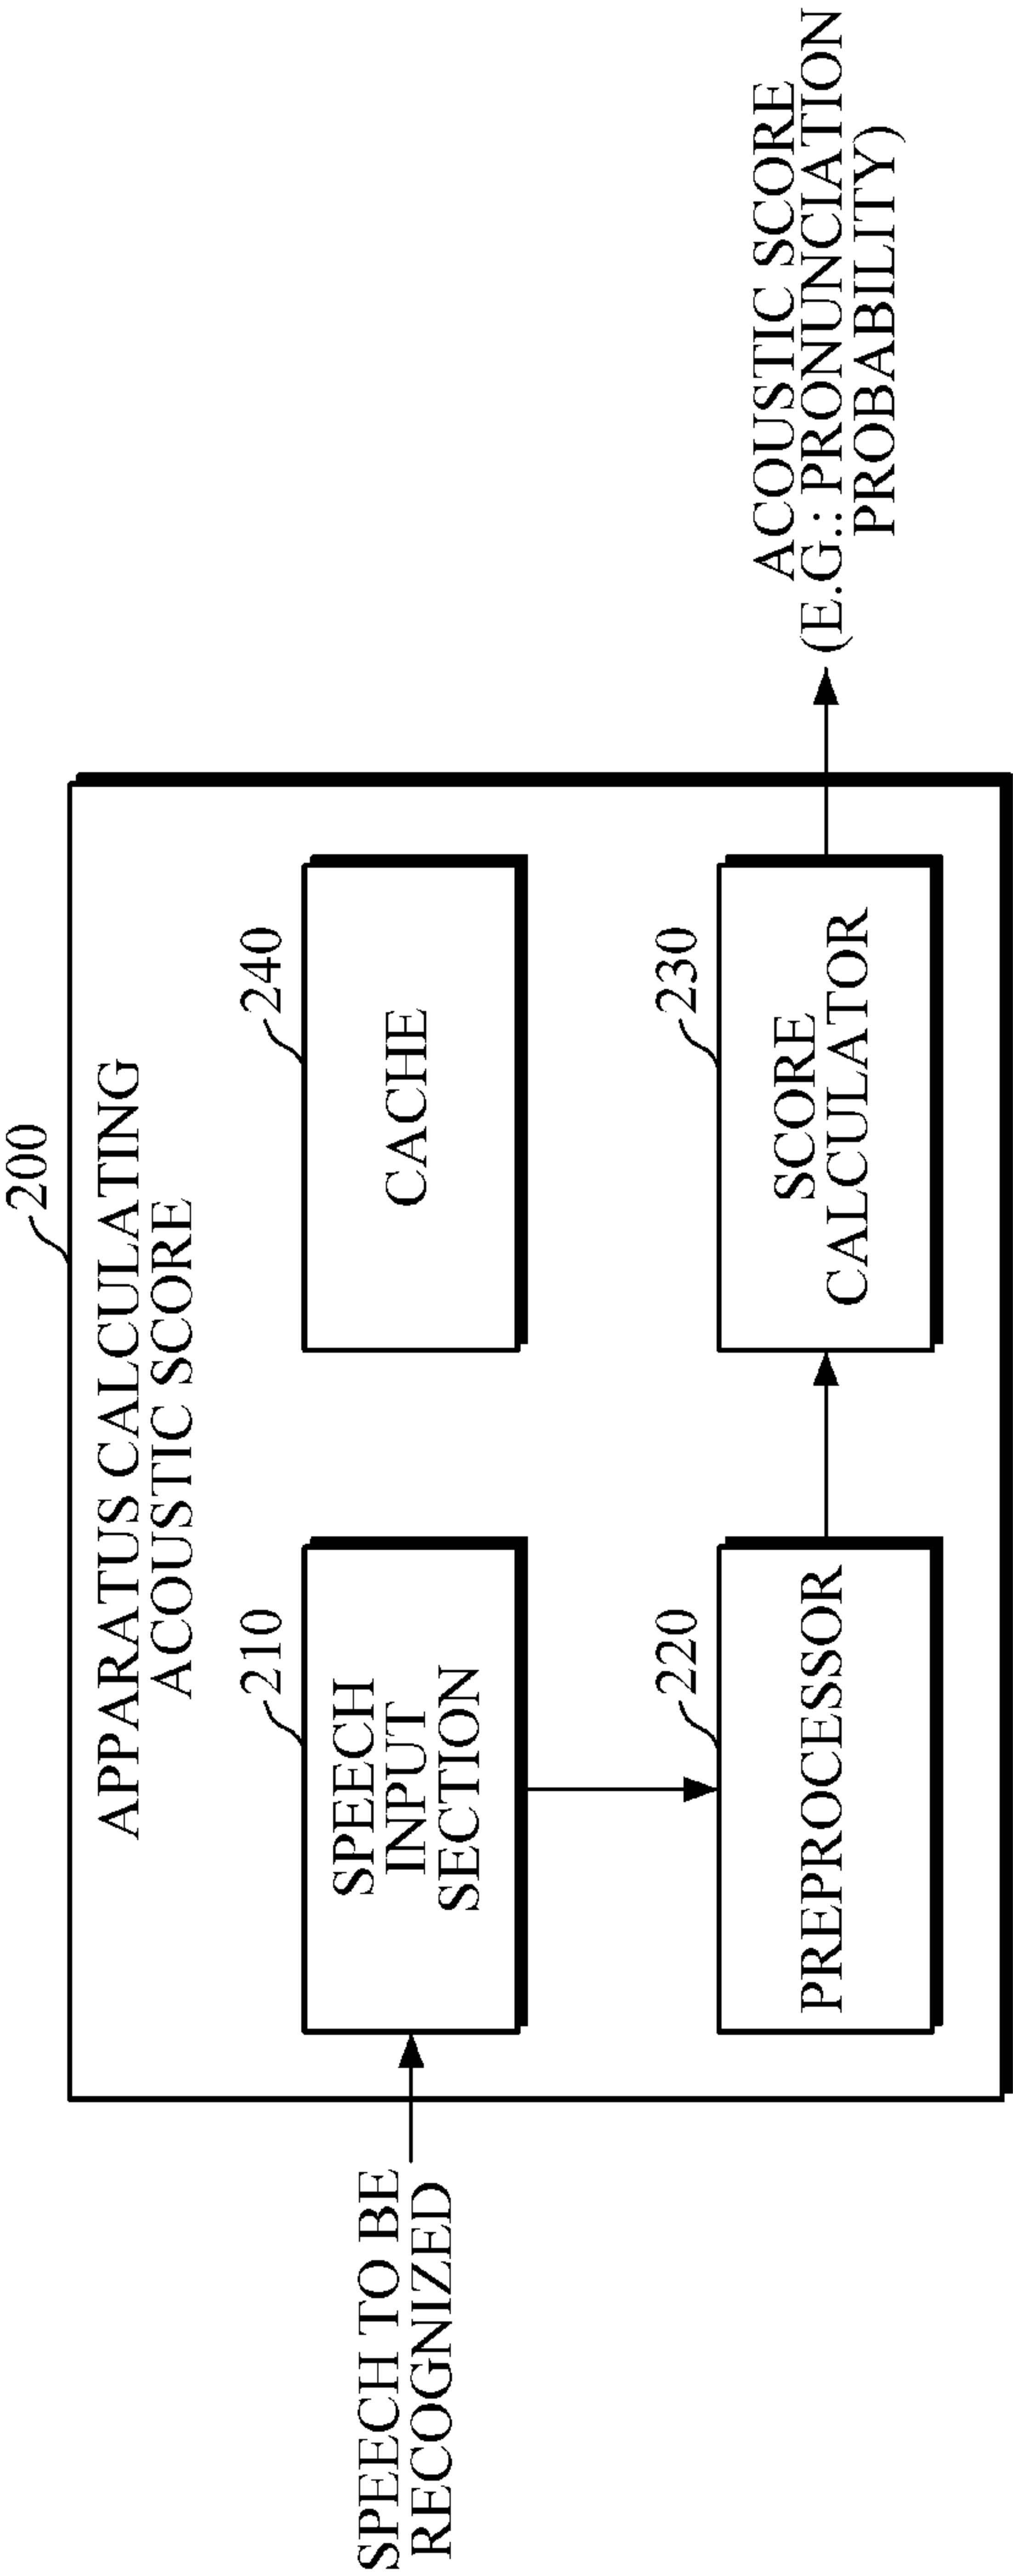 200
APPARATUS CALCULATING
ACOUSTIC SCORE
210
SPEECH
INPUT
SECTION
240
CACHE
SPEECH TO BE
RECOGNIZED
220
PREPROCESSOR
230
SCORE
CALCULATOR
ACOUSTIC SCORE
(E.G.: PRONUNCIATION
PROBABILITY)